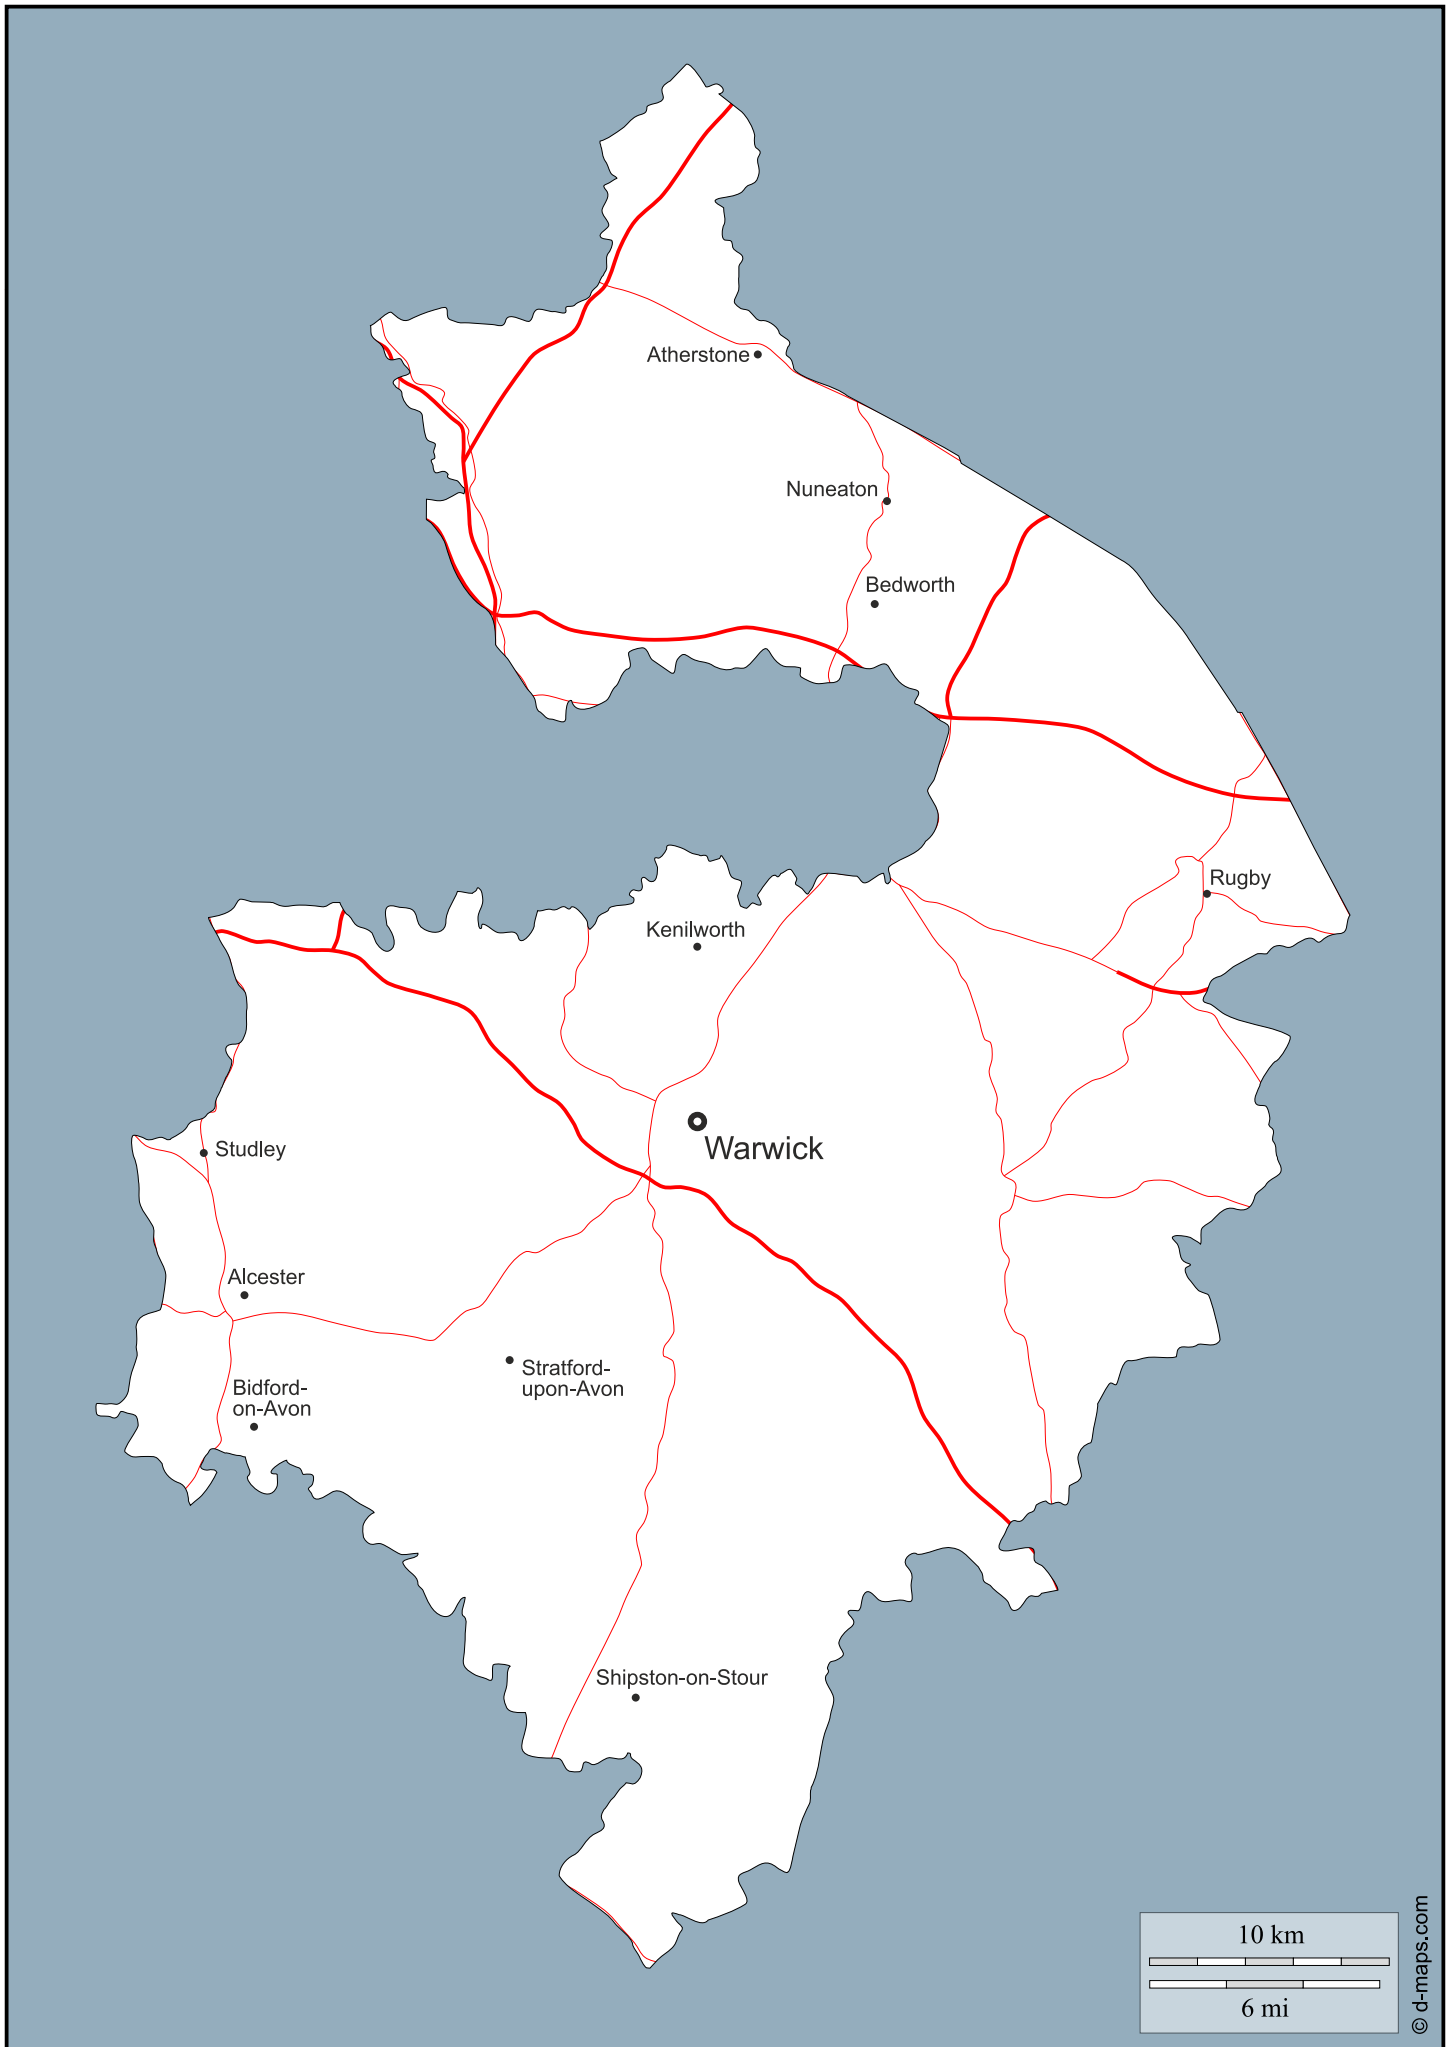 Atherstone
Nuneaton
Bedworth
Rugby
Kenilworth
Warwick
Studley
Alcester
Stratford-
upon-Avon
Bidford-
on-Avon
Shipston-on-Stour
10 km
6 mi
© d-maps.com